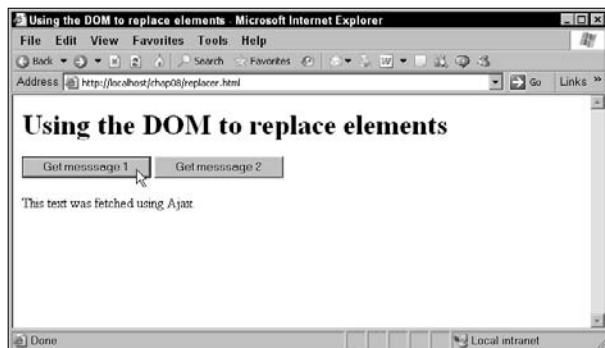 Using the DOM to replace elements - Microsoft Internet Explorer
File Edit View Favorites Tools Help
Back Search Favorites
Address http://localhost/chap08/replacer.html Go Links »
Using the DOM to replace elements
Get messsage 1 Get messsage 2
This text was fetched using Ajax
Done Local intranet